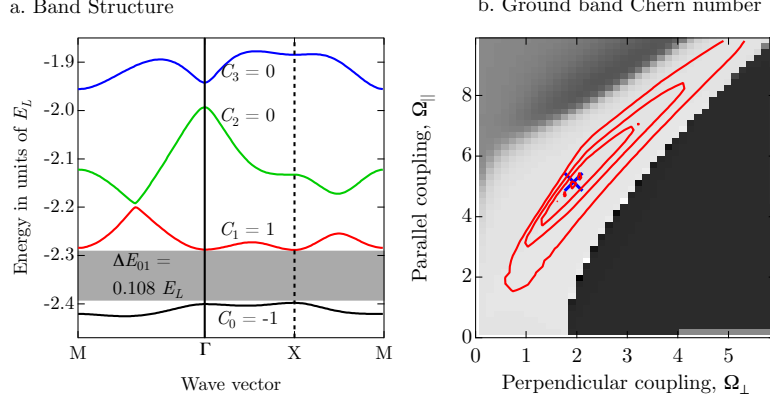 a. Band Structure
b. Ground band Chern number
Energy in units of E_L
-1.9
-2.0
-2.1
-2.2
-2.3
-2.4
C_3 = 0
C_2 = 0
C_1 = 1
ΔE_01 =
0.108 E_L
C_0 = -1
M
Γ
X
M
Wave vector
Parallel coupling, Ω_||
8
6
4
2
0
0
1
2
3
4
5
Perpendicular coupling, Ω_⊥